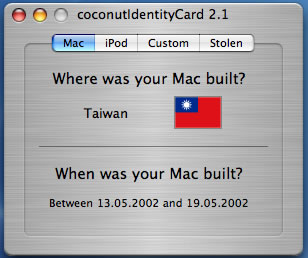 coconutIdentityCard 2.1
Mac iPod Custom Stolen
Where was your Mac built?
Taiwan
When was your Mac built?
Between 13.05.2002 and 19.05.2002